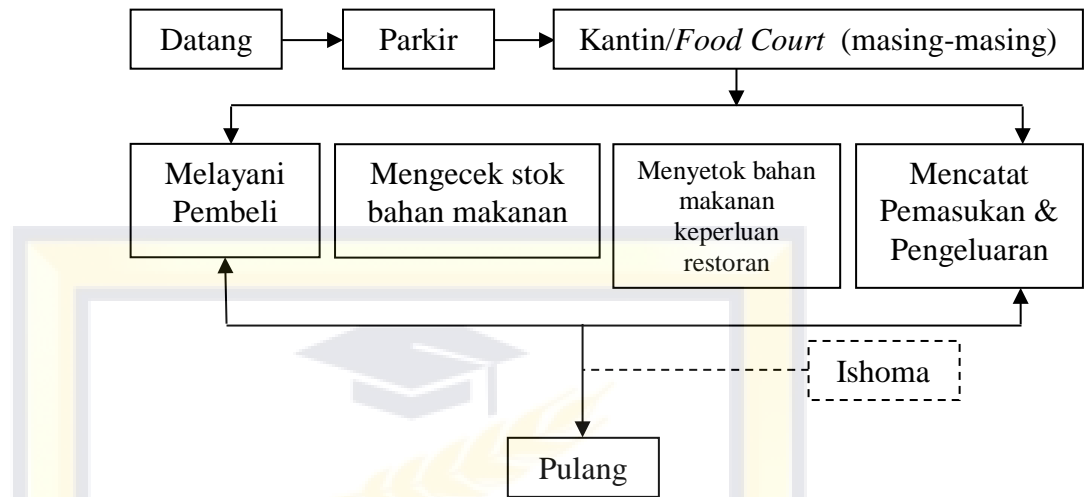 Datang
Parkir
Kantin/Food Court (masing-masing)
Melayani
Pembeli
Mengecek stok
bahan makanan
Menyetok bahan
makanan
keperluan
restoran
Mencatat
Pemasukan &
Pengeluaran
Ishoma
Pulang